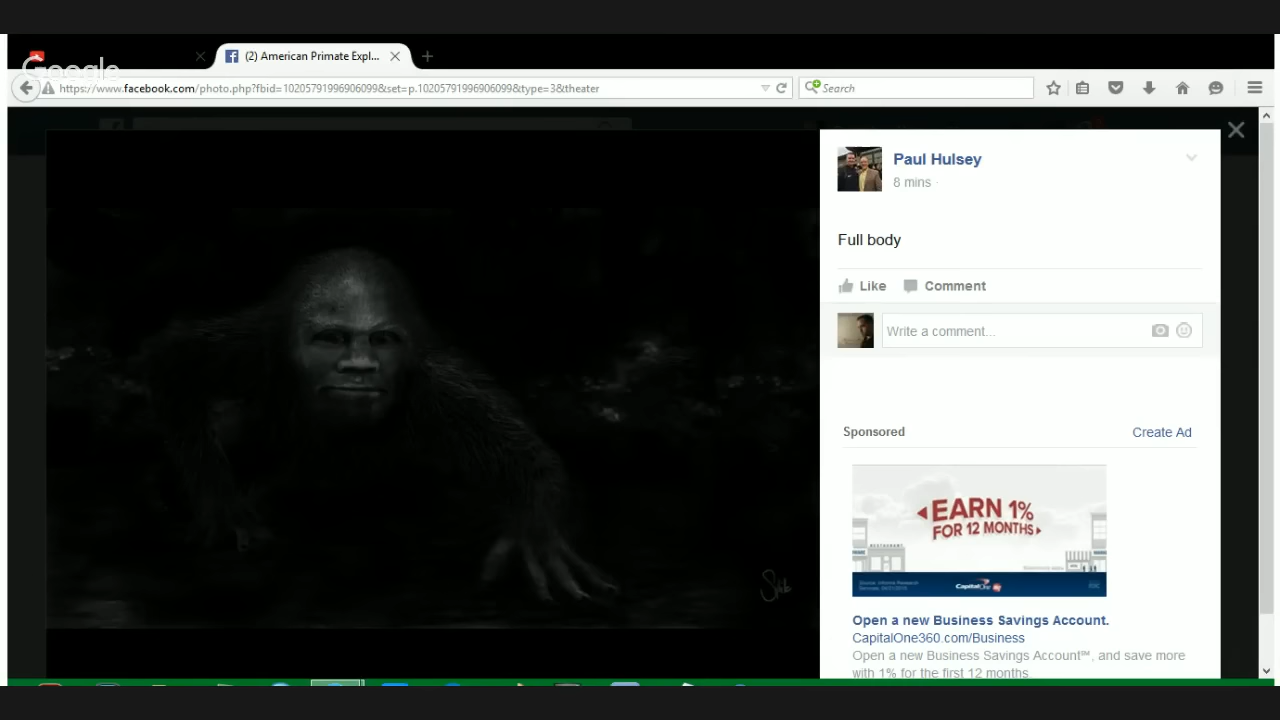 Google
(2) American Primate Expl...
https://www.facebook.com/photo.php?fbid=10205791996906099&set=p.10205791996906099&type=3&theater
Search
Paul Hulsey
8 mins ·
Full body
Like Comment
Write a comment...
Sponsored
Create Ad
EARN 1%
FOR 12 MONTHS
RESTAURANT
Capital One
Open a new Business Savings Account.
CapitalOne360.com/Business
Open a new Business Savings Account℠, and save more
with 1% for the first 12 months.